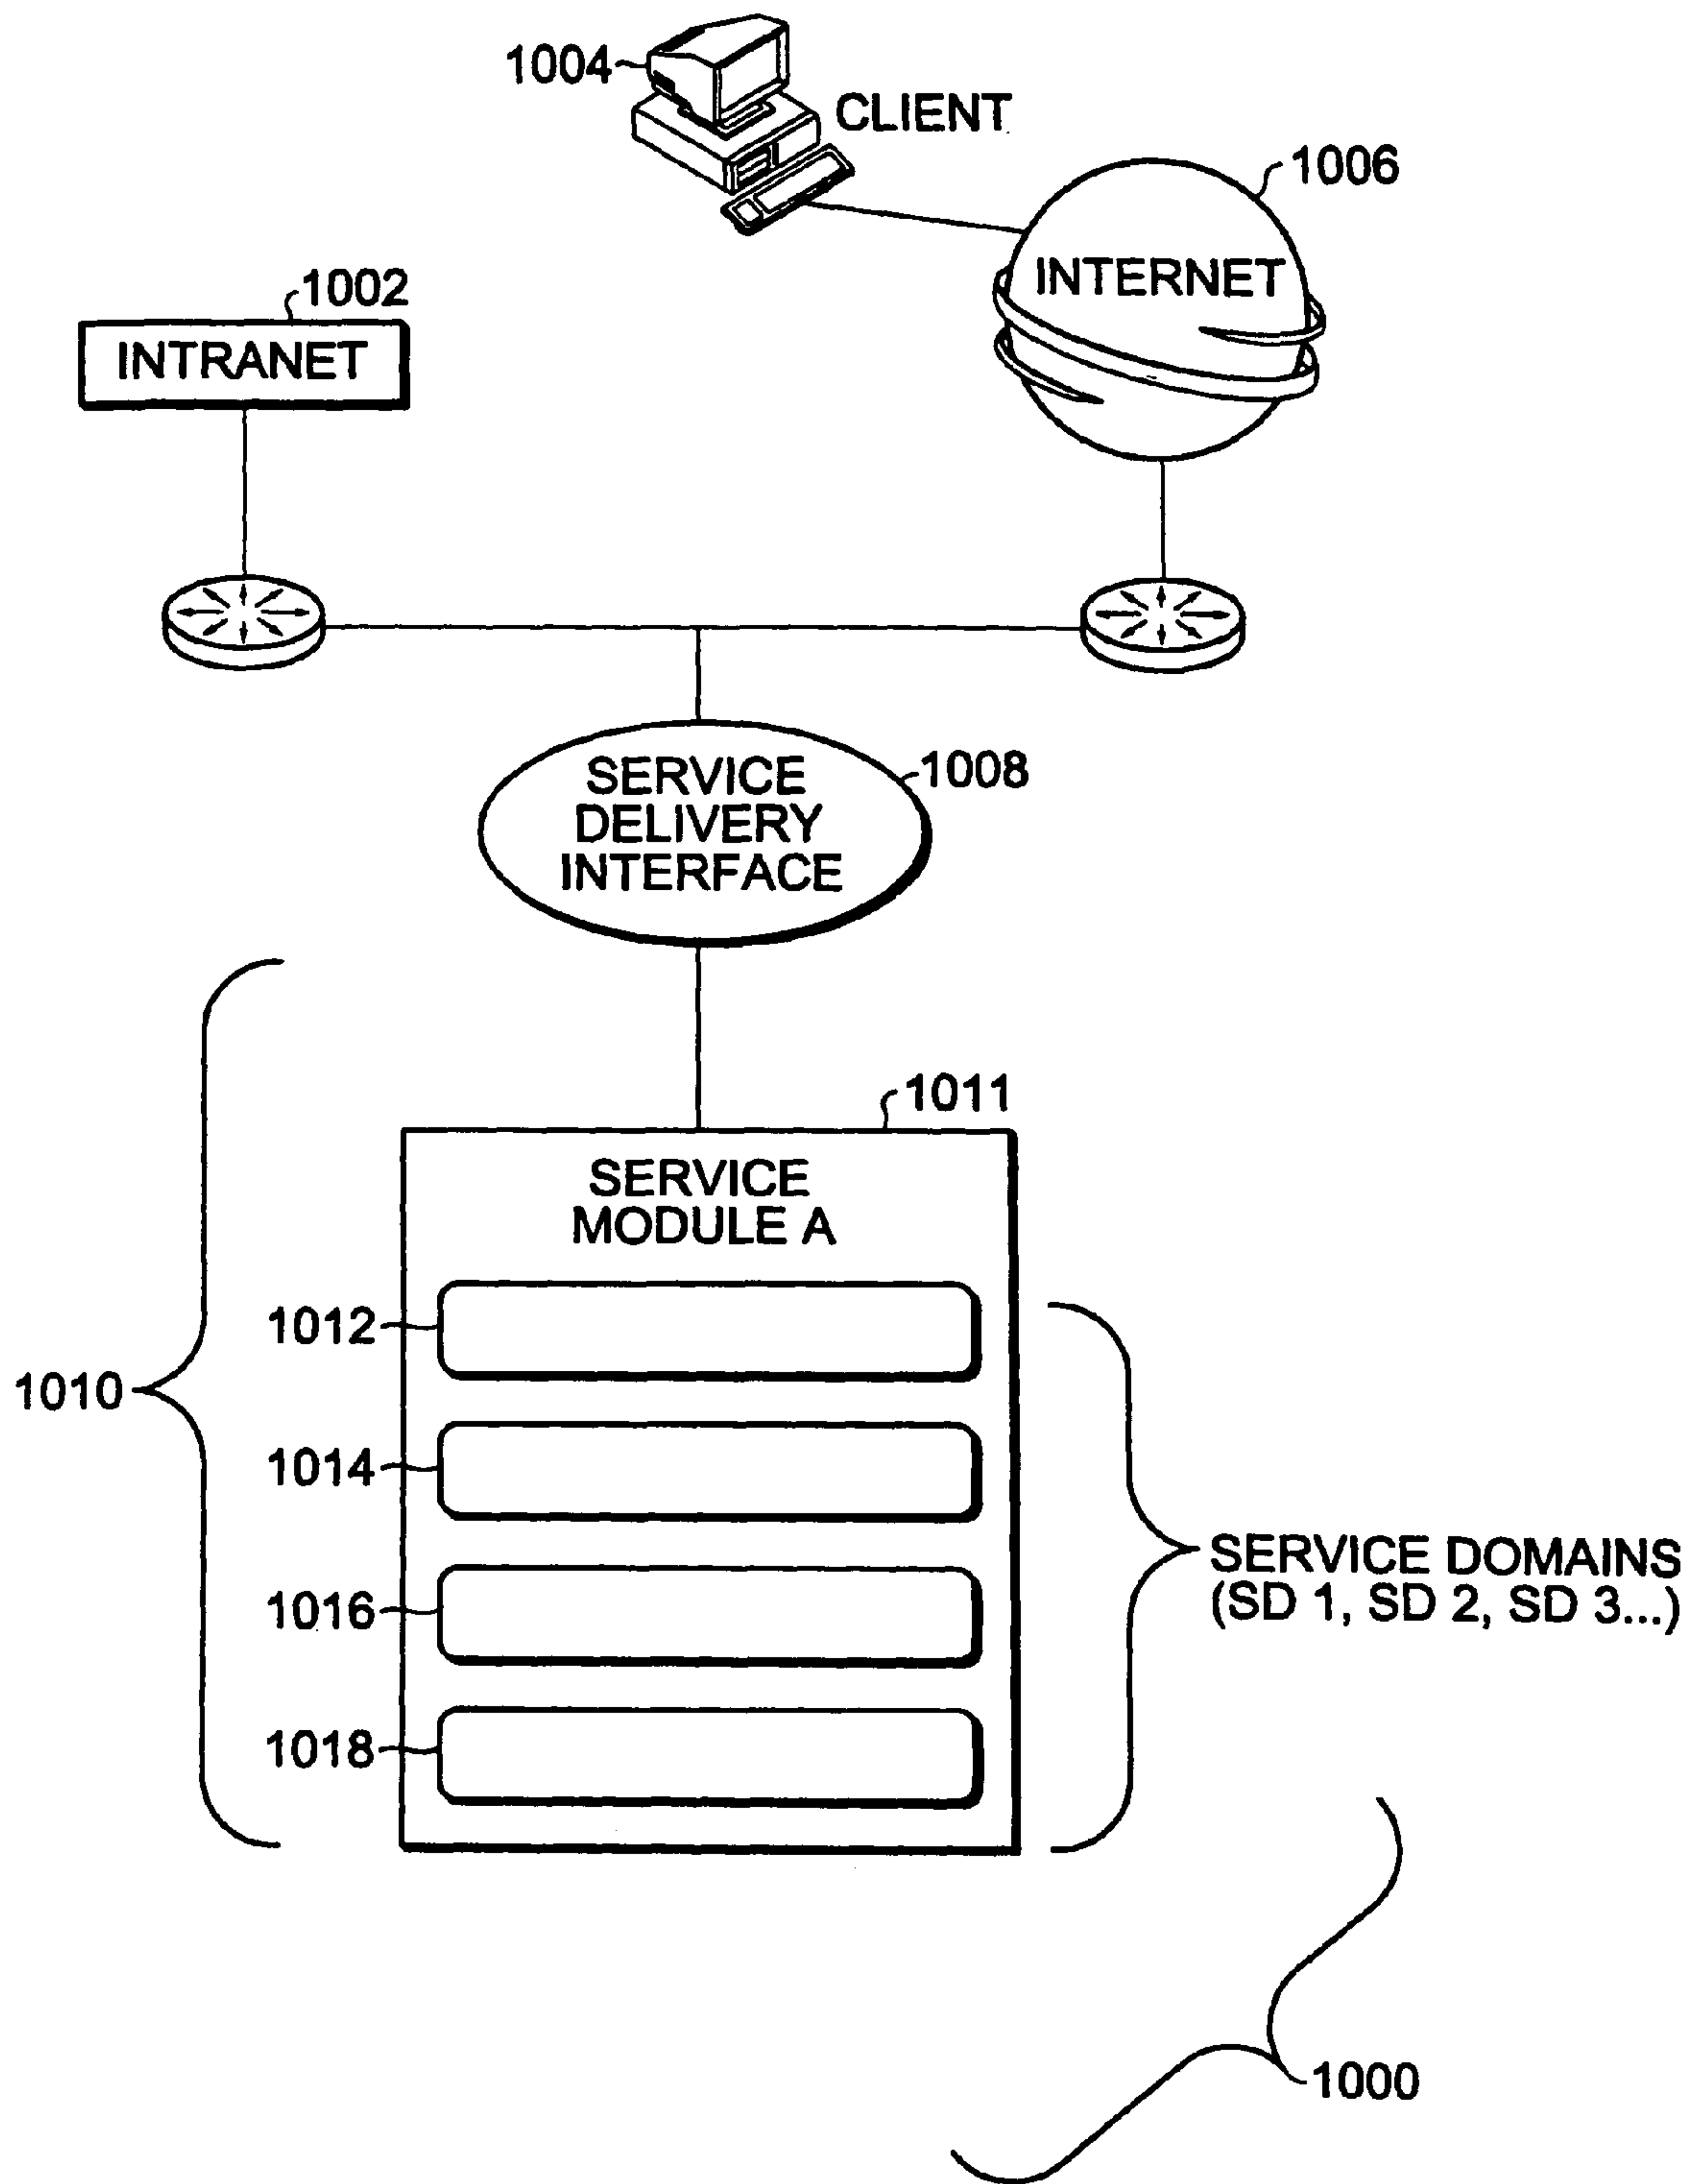 1004
CLIENT
1006
INTERNET
1002
INTRANET
SERVICE
DELIVERY
INTERFACE
1008
1011
SERVICE
MODULE A
1012
1010
1014
SERVICE DOMAINS
(SD 1, SD 2, SD 3...)
1016
1018
1000